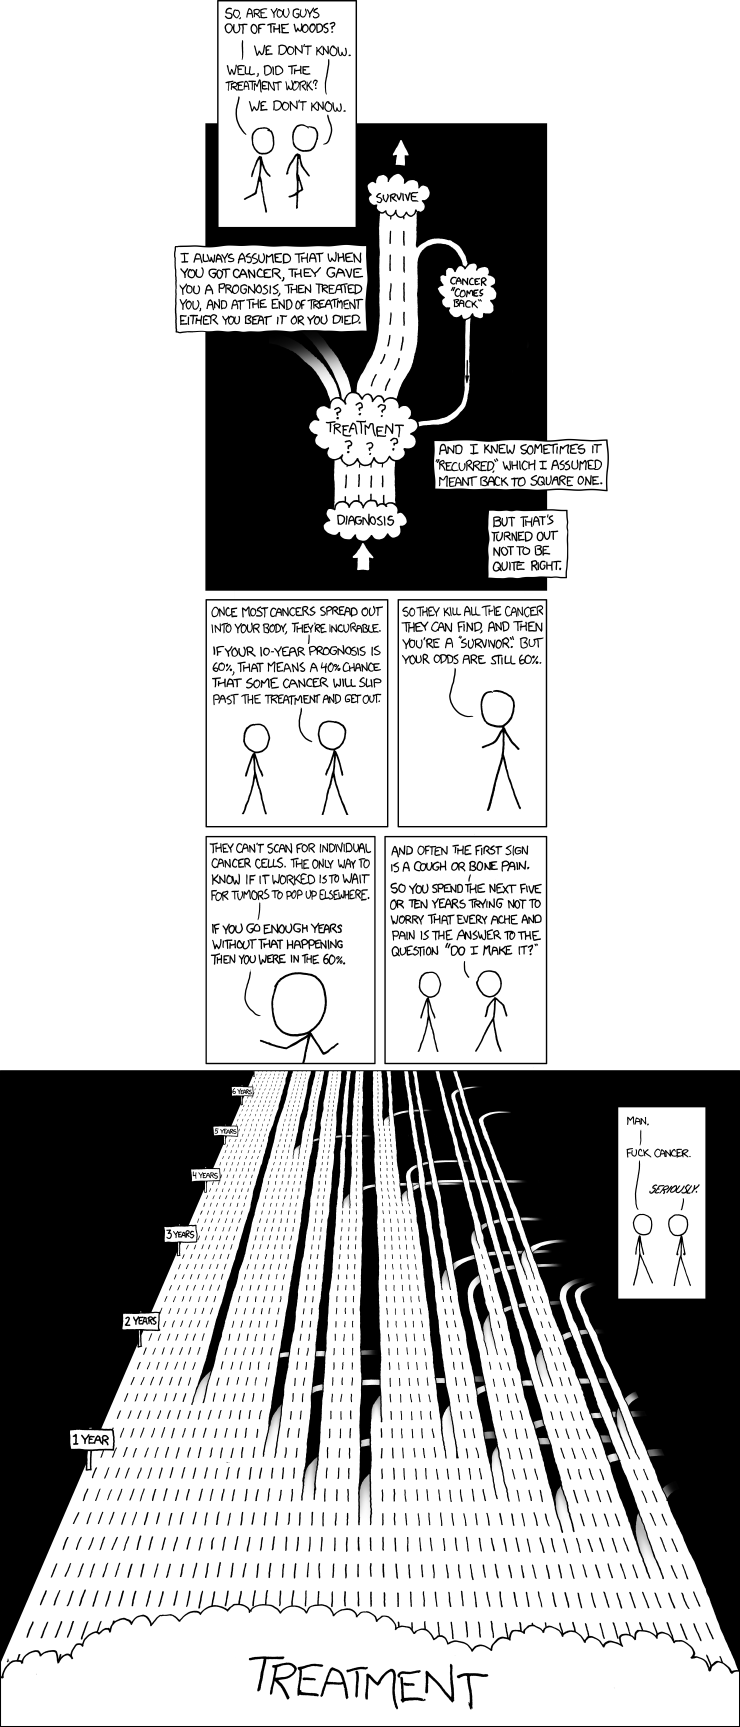 SO, ARE YOU GUYS
OUT OF THE WOODS?
WE DON'T KNOW.
WELL, DID THE
TREATMENT WORK?
WE DON'T KNOW.
SURVIVE
I ALWAYS ASSUMED THAT WHEN
YOU GOT CANCER, THEY GAVE
YOU A PROGNOSIS, THEN TREATED
YOU, AND AT THE END OF TREATMENT
EITHER YOU BEAT IT OR YOU DIED.
CANCER
"COMES
BACK"
? ? ?
TREATMENT
? ? ?
AND I KNEW SOMETIMES IT
"RECURRED," WHICH I ASSUMED
MEANT BACK TO SQUARE ONE.
DIAGNOSIS
BUT THAT'S
TURNED OUT
NOT TO BE
QUITE RIGHT.
ONCE MOST CANCERS SPREAD OUT
INTO YOUR BODY, THEY'RE INCURABLE.
IF YOUR 10-YEAR PROGNOSIS IS
60%, THAT MEANS A 40% CHANCE
THAT SOME CANCER WILL SLIP
PAST THE TREATMENT AND GET OUT.
SO THEY KILL ALL THE CANCER
THEY CAN FIND, AND THEN
YOU'RE A "SURVIVOR." BUT
YOUR ODDS ARE STILL 60%.
THEY CAN'T SCAN FOR INDIVIDUAL
CANCER CELLS. THE ONLY WAY TO
KNOW IF IT WORKED IS TO WAIT
FOR TUMORS TO POP UP ELSEWHERE.
IF YOU GO ENOUGH YEARS
WITHOUT THAT HAPPENING
THEN YOU WERE IN THE 60%.
AND OFTEN THE FIRST SIGN
IS A COUGH OR BONE PAIN.
SO YOU SPEND THE NEXT FIVE
OR TEN YEARS TRYING NOT TO
WORRY THAT EVERY ACHE AND
PAIN IS THE ANSWER TO THE
QUESTION "DO I MAKE IT?"
6 YEARS
5 YEARS
4 YEARS
3 YEARS
2 YEARS
1 YEAR
MAN.
FUCK CANCER.
SERIOUSLY.
TREATMENT